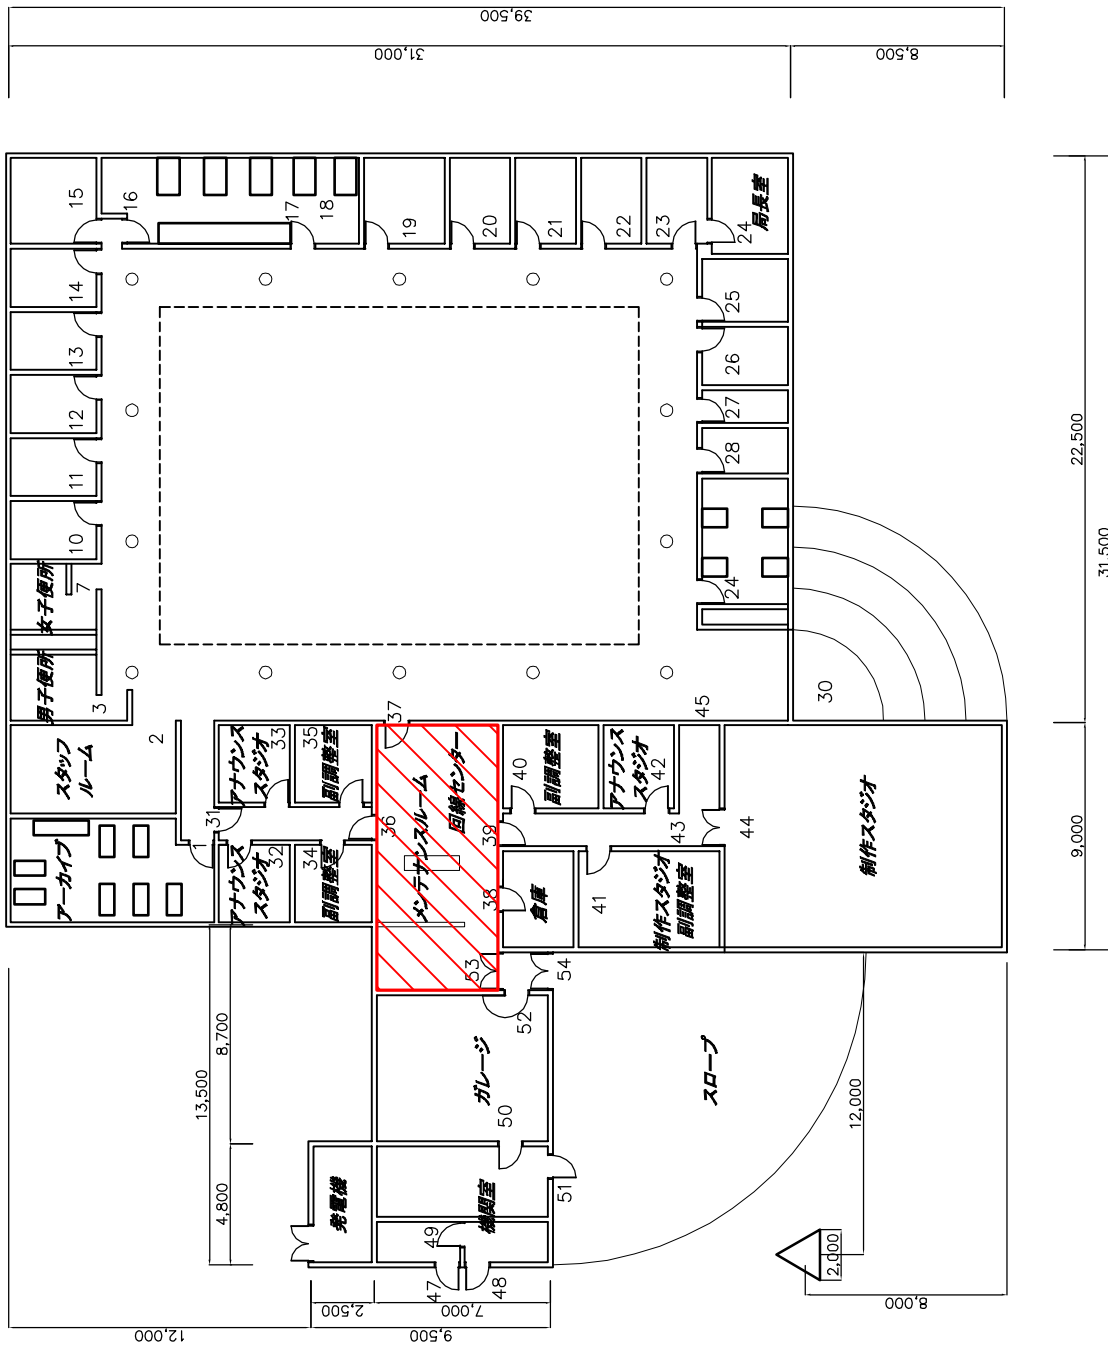 39,500
31,000
8,500
15
16
17
18
19
20
21
22
23
24
局長室
14
13
12
11
10
7
女子便所
男子便所
3
25
26
27
28
24
22,500
31,500
30
45
37
2
スタッフ
ルーム
アナウンス
スタジオ
33
35
副調整室
メンテナンスルーム
回線センター
40
副調整室
アナウンス
スタジオ
42
31
36
39
43
44
制作スタジオ
9,000
アーカイブ
1
アナウンス
スタジオ
32
34
副調整室
38
倉庫
41
制作スタジオ
副調整室
53
54
52
13,500
8,700
4,800
ガレージ
50
スロープ
12,000
発電機
機関室
51
49
47
48
2,000
2,500
7,000
9,500
12,000
8,000